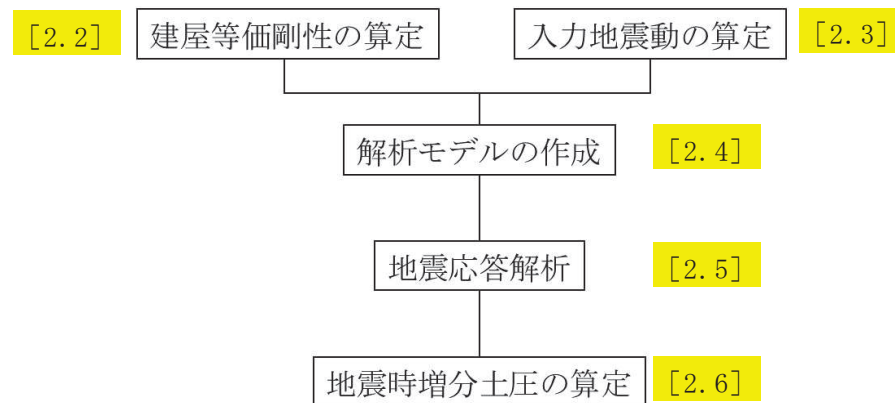 [2.2] 建屋等価剛性の算定 入力地震動の算定 [2.3]
解析モデルの作成 [2.4]
地震応答解析 [2.5]
地震時増分土圧の算定 [2.6]